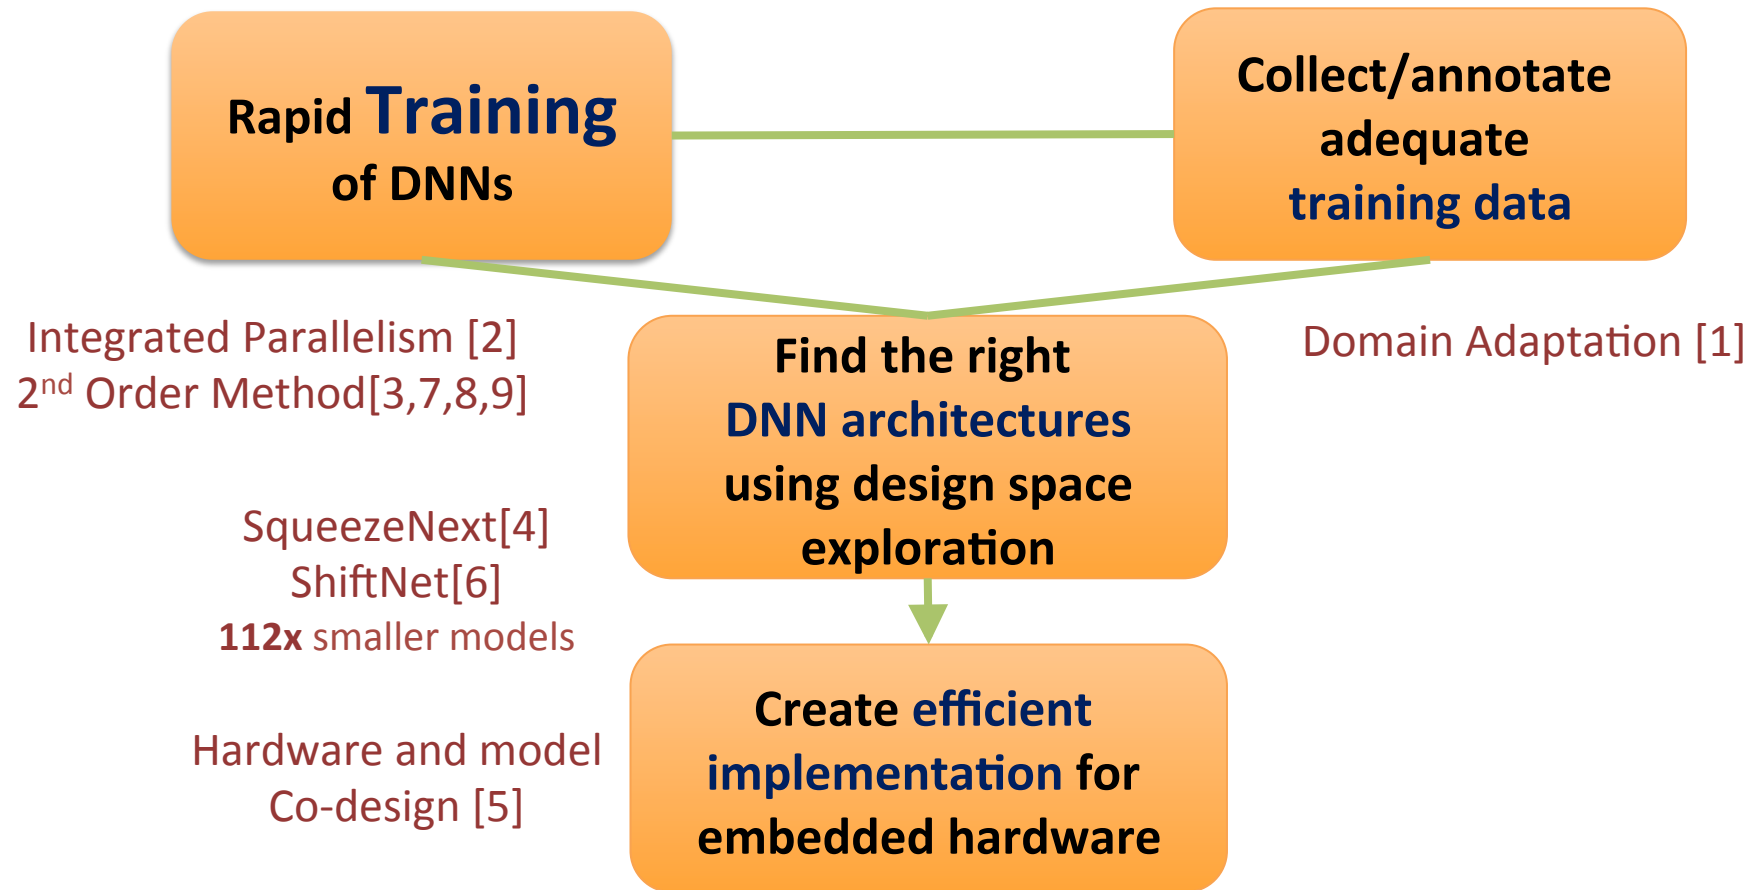 Rapid Training
of DNNs
Collect/annotate
adequate
training data
Integrated Parallelism [2]
2nd Order Method[3,7,8,9]
Find the right
DNN architectures
using design space
exploration
Domain Adaptation [1]
SqueezeNext[4]
ShiftNet[6]
112x smaller models
Create efficient
implementation for
embedded hardware
Hardware and model
Co-design [5]